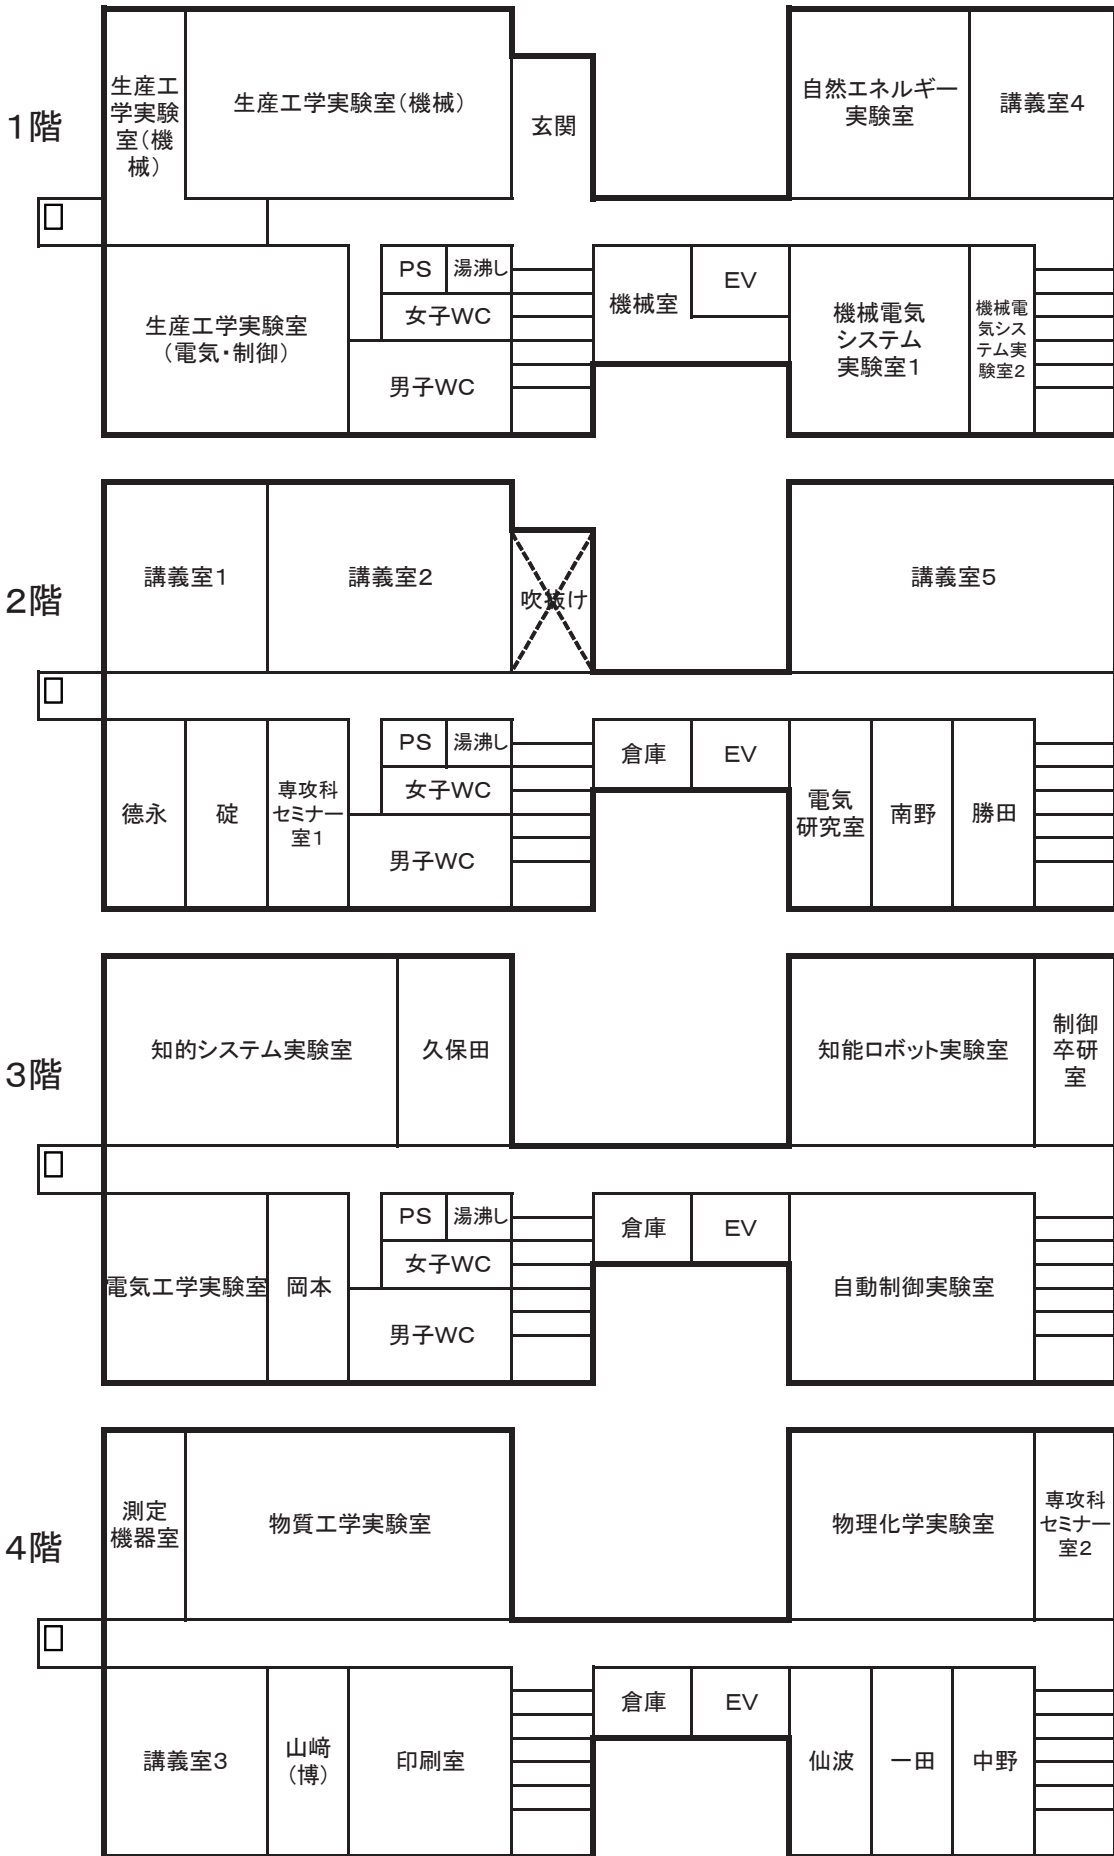 1階
生産工
学実験
室(機
械)
生産工学実験室(機械)
玄関
自然エネルギー
実験室
講義室4
生産工学実験室
(電気・制御)
PS
湯沸し
女子WC
男子WC
機械室
EV
機械電気
システム
実験室1
機械電
気シス
テム実
験室2
2階
講義室1
講義室2
吹抜け
講義室5
德永
碇
専攻科
セミナー
室1
PS
湯沸し
女子WC
男子WC
倉庫
EV
電気
研究室
南野
勝田
3階
知的システム実験室
久保田
知能ロボット実験室
制御
卒研
室
電気工学実験室
岡本
PS
湯沸し
女子WC
男子WC
倉庫
EV
自動制御実験室
4階
測定
機器室
物質工学実験室
物理化学実験室
専攻科
セミナー
室2
講義室3
山﨑
(博)
印刷室
倉庫
EV
仙波
一田
中野